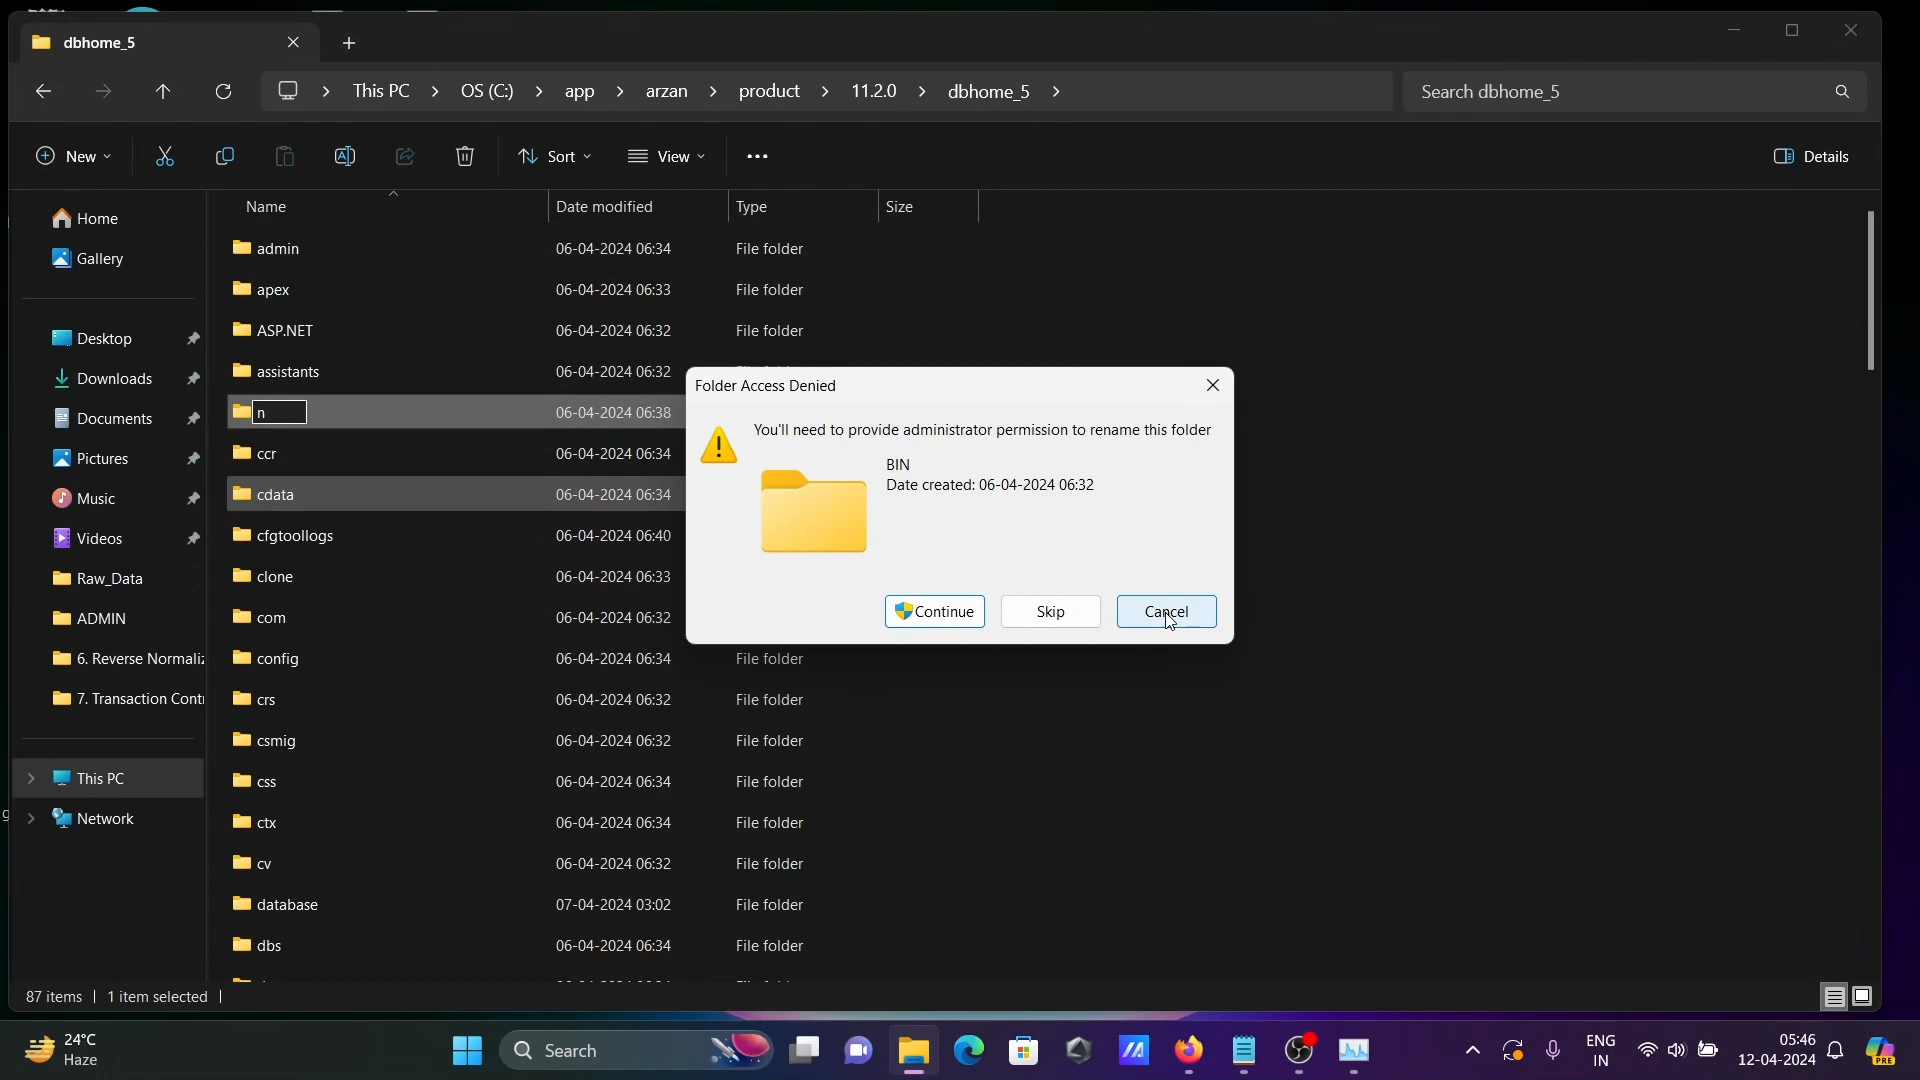 dbhome_5
This PC
OS (C:)
app
arzan
product
11.2.0
dbhome_5
Search dbhome_5
New
Sort
View
Details
Name
Date modified
Type
Size
Home
Gallery
Desktop
Downloads
Documents
Pictures
Music
Videos
Raw_Data
ADMIN
6. Reverse Normaliz
7. Transaction Contr
This PC
Network
admin 06-04-2024 06:34 File folder
apex 06-04-2024 06:33 File folder
ASP.NET 06-04-2024 06:32 File folder
assistants 06-04-2024 06:32
n 06-04-2024 06:38
ccr 06-04-2024 06:34
cdata 06-04-2024 06:34
cfgtoollogs 06-04-2024 06:40
clone 06-04-2024 06:33
com 06-04-2024 06:32
config 06-04-2024 06:34 File folder
crs 06-04-2024 06:32 File folder
csmig 06-04-2024 06:32 File folder
css 06-04-2024 06:34 File folder
ctx 06-04-2024 06:34 File folder
cv 06-04-2024 06:32 File folder
database 07-04-2024 03:02 File folder
dbs 06-04-2024 06:34 File folder
Folder Access Denied
You'll need to provide administrator permission to rename this folder
BIN
Date created: 06-04-2024 06:32
Continue
Skip
Cancel
87 items
1 item selected
24°C
Haze
Search
ENG
IN
05:46
12-04-2024
PRE